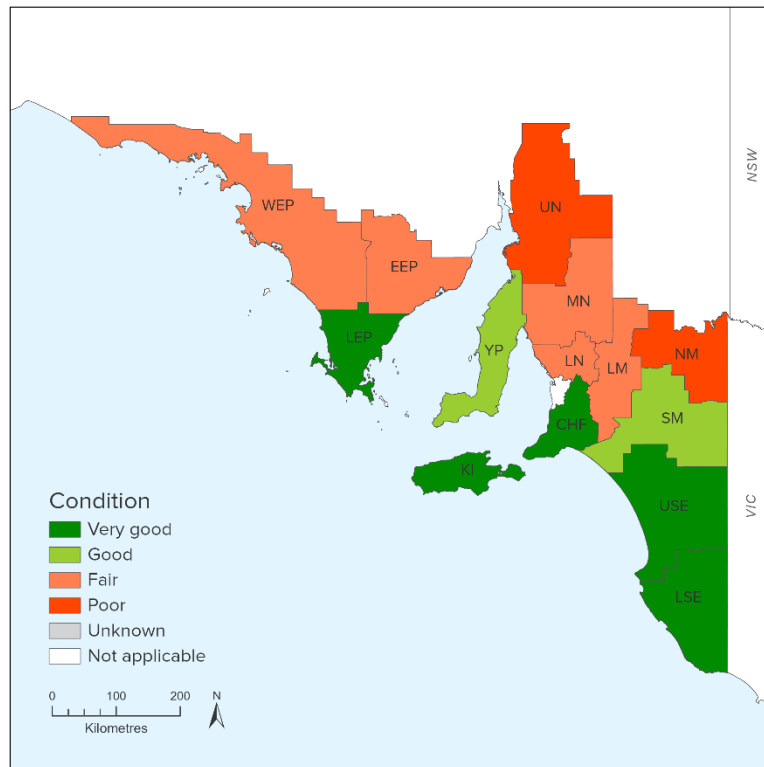 NSW
UN
WEP
EEP
MN
LEP
YP
LN
LM
NM
CHF
SM
KI
USE
VIC
LSE
Condition
Very good
Good
Fair
Poor
Unknown
Not applicable
0 100 200
Kilometres
N